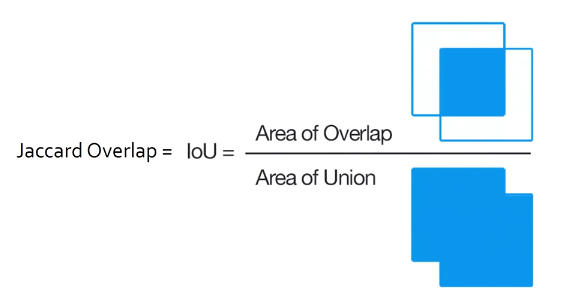 Jaccard Overlap = IoU =
Area of Overlap
Area of Union